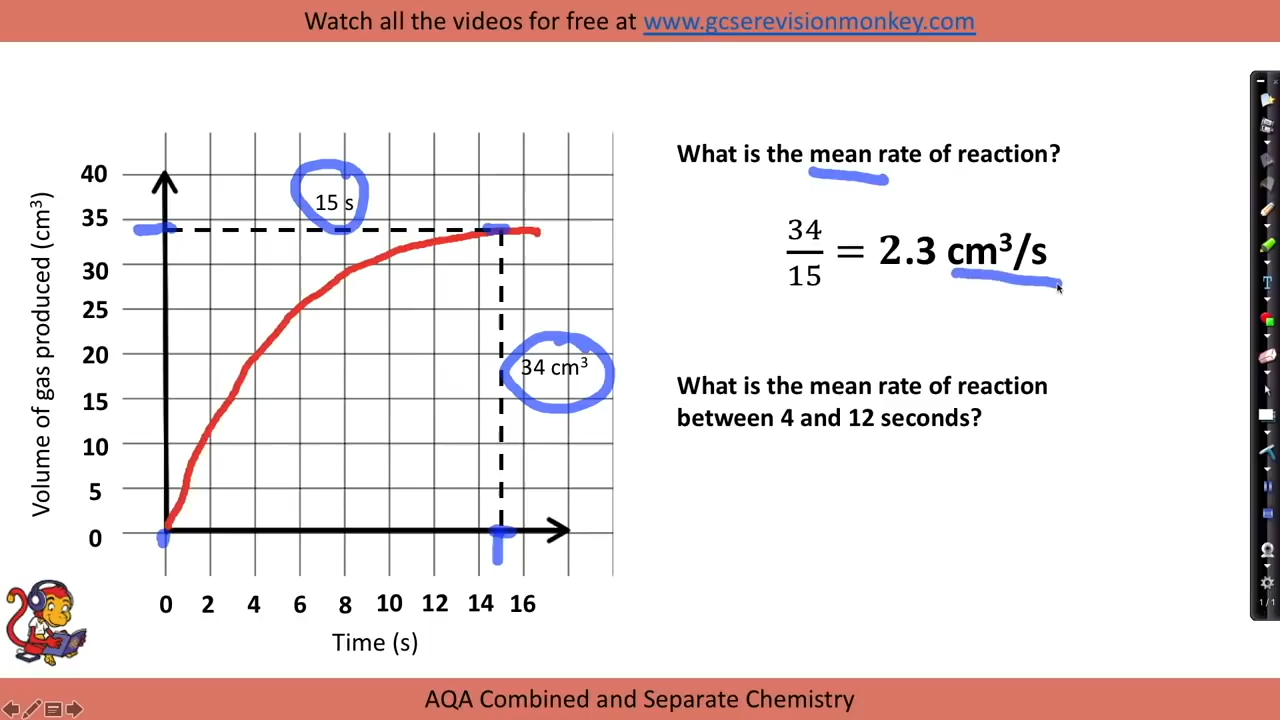 Watch all the videos for free at www.gcserevisionmonkey.com
What is the mean rate of reaction?
34
15
= 2.3 cm³/s
What is the mean rate of reaction
between 4 and 12 seconds?
Volume of gas produced (cm³)
40
35
30
25
20
15
10
5
0
15 s
34 cm³
0 2 4 6 8 10 12 14 16
Time (s)
AQA Combined and Separate Chemistry
1/1